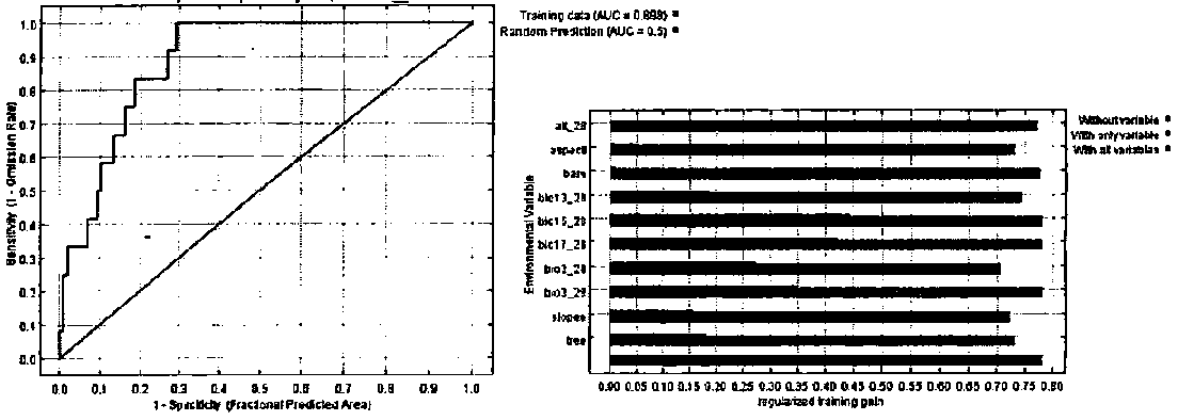 Training data (AUC = 0.898)
Random Prediction (AUC = 0.5)
Sensitivity (1 - Omission Rate)
1.0
0.9
0.8
0.7
0.6
0.5
0.4
0.3
0.2
0.1
0.0
0.0 0.1 0.2 0.3 0.4 0.5 0.6 0.7 0.8 0.9 1.0
1 - Specificity (Fractional Predicted Area)
Without variable
With only variable
With all variables
Environmental Variable
alt_28
bare
bio13_28
bio15_28
bio17_28
slopes
tree
0.00 0.05 0.10 0.15 0.20 0.25 0.30 0.35 0.40 0.45 0.50 0.55 0.60 0.65 0.70 0.75 0.80
regularized training gain